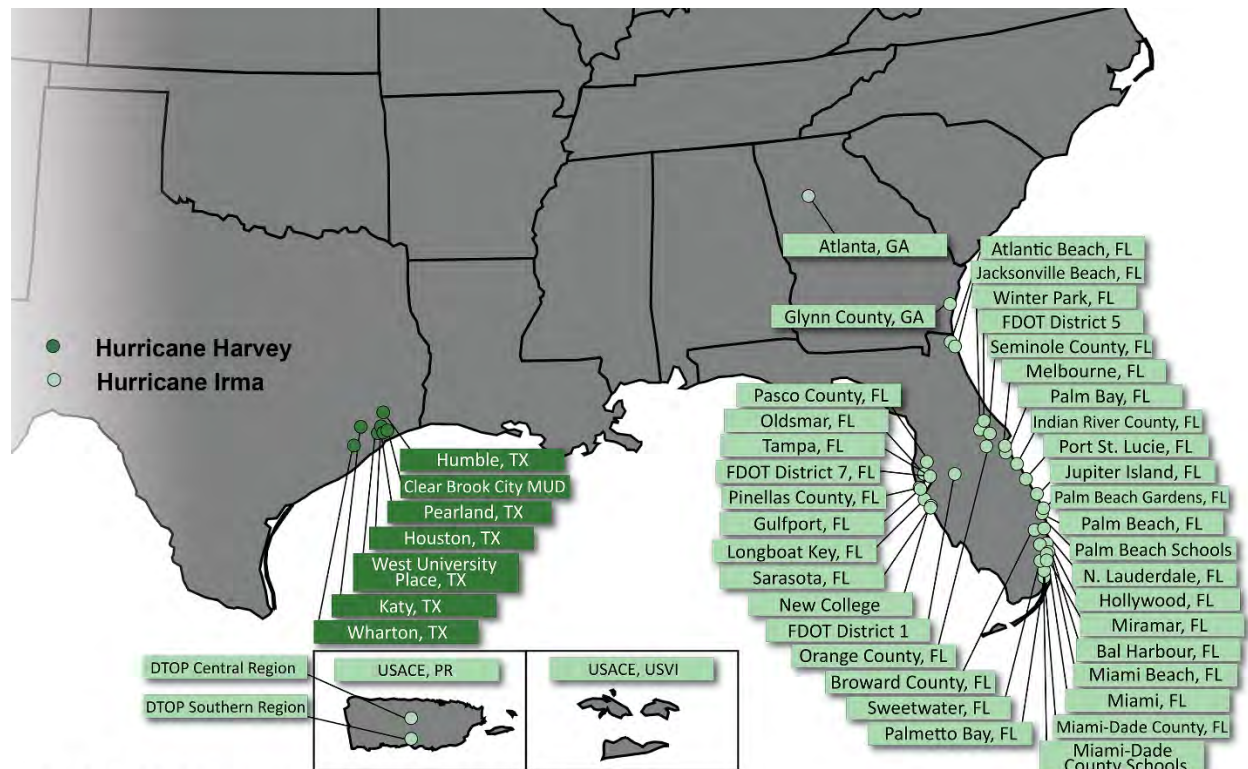 Atlanta, GA
Glynn County, GA
Atlantic Beach, FL
Jacksonville Beach, FL
Winter Park, FL
FDOT District 5
Seminole County, FL
Melbourne, FL
Palm Bay, FL
Indian River County, FL
Port St. Lucie, FL
Jupiter Island, FL
Palm Beach Gardens, FL
Palm Beach, FL
Palm Beach Schools
N. Lauderdale, FL
Hollywood, FL
Miramar, FL
Bal Harbour, FL
Miami Beach, FL
Miami, FL
Miami-Dade County, FL
Miami-Dade
County Schools
Hurricane Harvey
Hurricane Irma
Pasco County, FL
Oldsmar, FL
Tampa, FL
FDOT District 7, FL
Pinellas County, FL
Gulfport, FL
Longboat Key, FL
Sarasota, FL
New College
FDOT District 1
Orange County, FL
Broward County, FL
Sweetwater, FL
Palmetto Bay, FL
Humble, TX
Clear Brook City MUD
Pearland, TX
Houston, TX
West University
Place, TX
Katy, TX
Wharton, TX
DTOP Central Region
DTOP Southern Region
USACE, PR
USACE, USVI